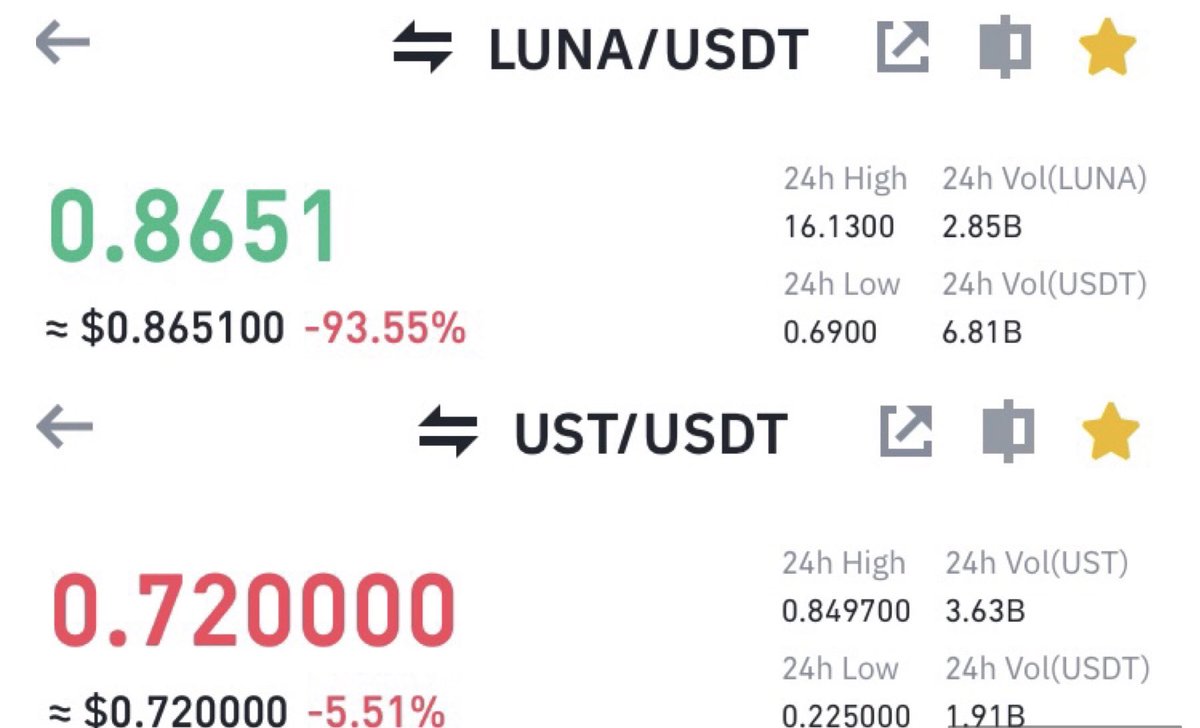 LUNA/USDT
24h High 24h Vol(LUNA)
0.8651 16.1300 2.85B
24h Low 24h Vol(USDT)
≈ $0.865100 -93.55% 0.6900 6.81B
UST/USDT
24h High 24h Vol(UST)
0.720000 0.849700 3.63B
24h Low 24h Vol(USDT)
≈ $0.720000 -5.51% 0.225000 1.91B